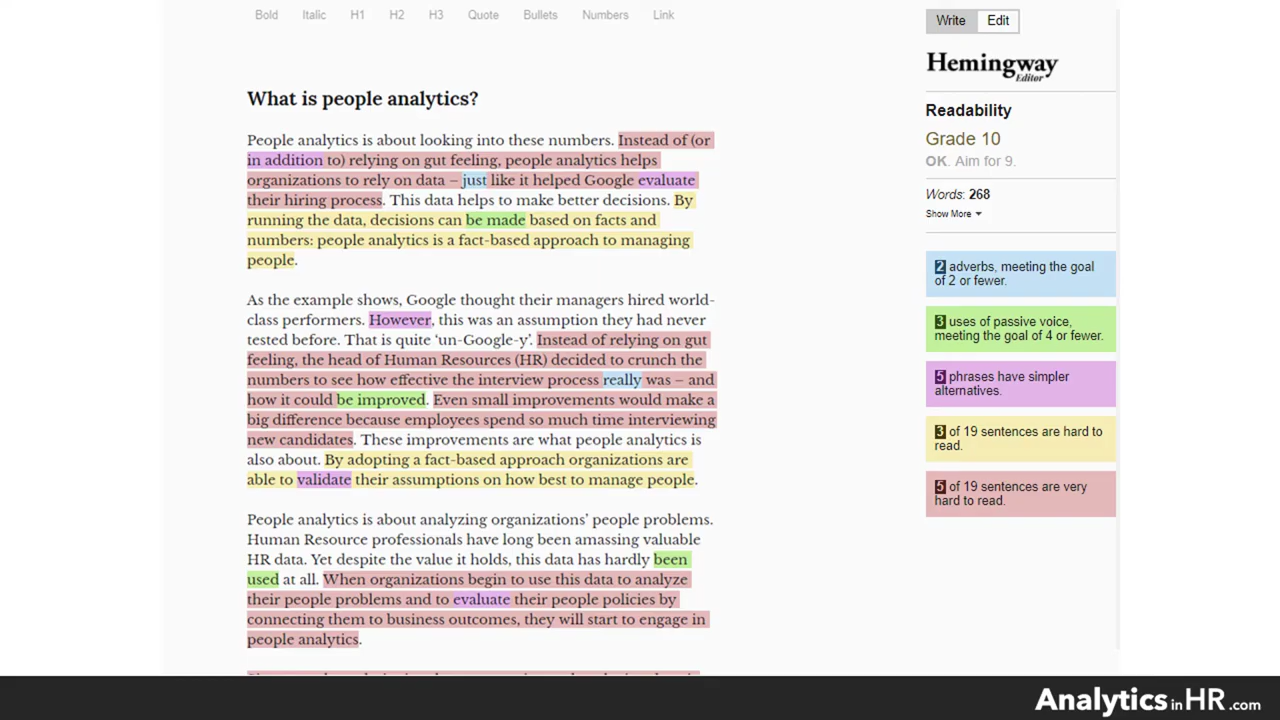 Bold Italic H1 H2 H3 Quote Bullets Numbers Link
What is people analytics?
People analytics is about looking into these numbers. Instead of (or
in addition to) relying on gut feeling, people analytics helps
organizations to rely on data – just like it helped Google evaluate
their hiring process. This data helps to make better decisions. By
running the data, decisions can be made based on facts and
numbers: people analytics is a fact-based approach to managing
people.
As the example shows, Google thought their managers hired world-
class performers. However, this was an assumption they had never
tested before. That is quite ‘un-Google-y’. Instead of relying on gut
feeling, the head of Human Resources (HR) decided to crunch the
numbers to see how effective the interview process really was – and
how it could be improved. Even small improvements would make a
big difference because employees spend so much time interviewing
new candidates. These improvements are what people analytics is
also about. By adopting a fact-based approach organizations are
able to validate their assumptions on how best to manage people.
People analytics is about analyzing organizations’ people problems.
Human Resource professionals have long been amassing valuable
HR data. Yet despite the value it holds, this data has hardly been
used at all. When organizations begin to use this data to analyze
their people problems and to evaluate their people policies by
connecting them to business outcomes, they will start to engage in
people analytics.
Write Edit
Hemingway
Editor
Readability
Grade 10
OK. Aim for 9.
Words: 268
Show More
2 adverbs, meeting the goal
of 2 or fewer.
3 uses of passive voice,
meeting the goal of 4 or fewer.
5 phrases have simpler
alternatives.
3 of 19 sentences are hard to
read.
5 of 19 sentences are very
hard to read.
Analytics in HR .com